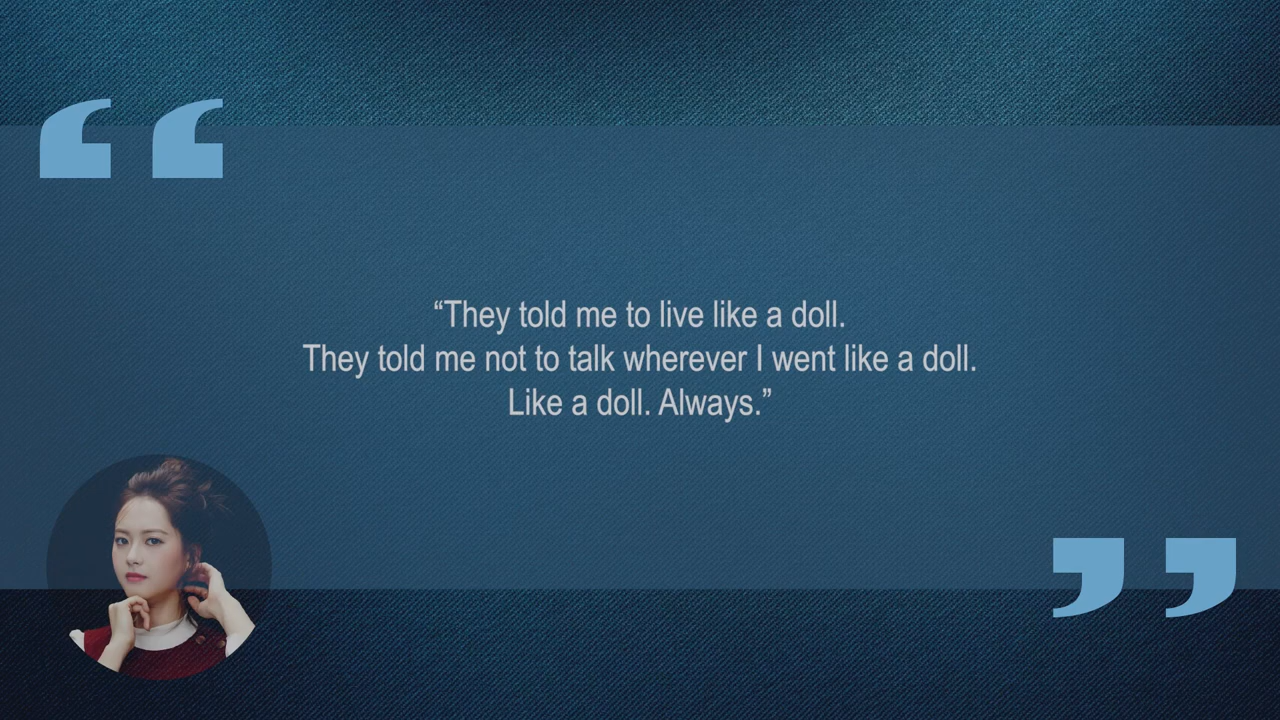 “They told me to live like a doll.
They told me not to talk wherever I went like a doll.
Like a doll. Always.”